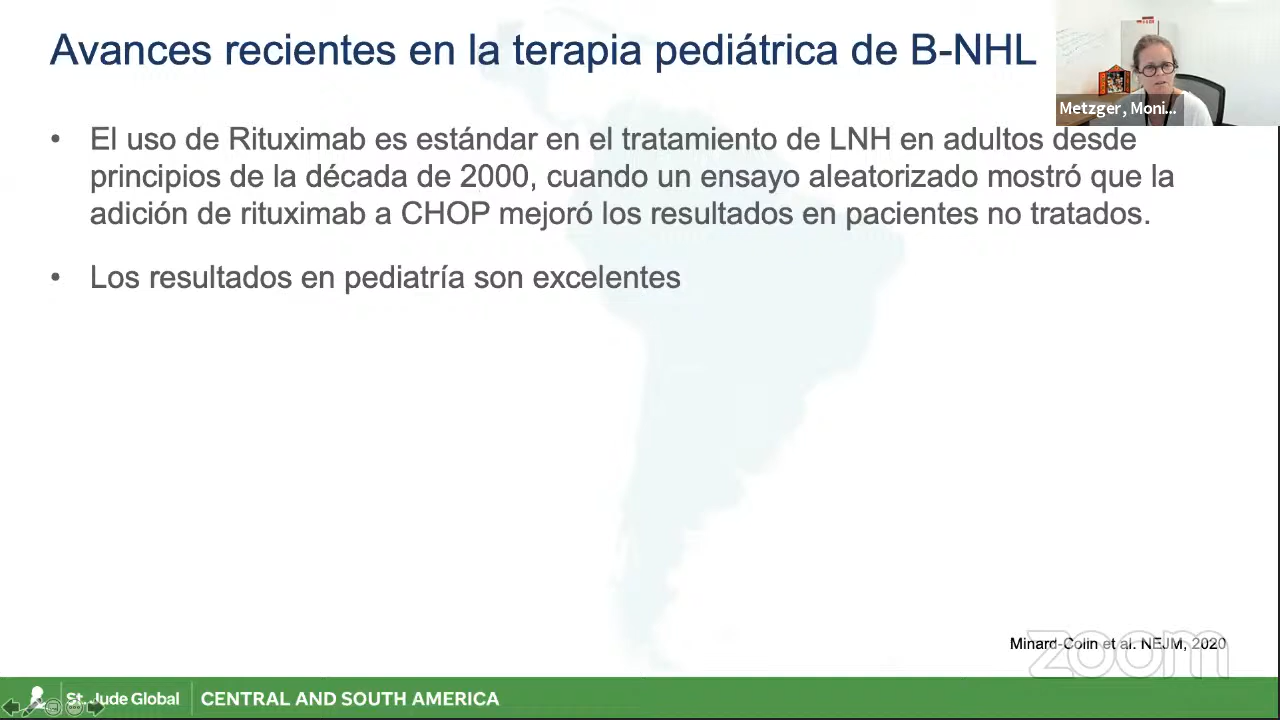 Avances recientes en la terapia pediátrica de B-NHL
Metzger, Moni...
• El uso de Rituximab es estándar en el tratamiento de LNH en adultos desde
principios de la década de 2000, cuando un ensayo aleatorizado mostró que la
adición de rituximab a CHOP mejoró los resultados en pacientes no tratados.
• Los resultados en pediatría son excelentes
Minard-Colin et al. NEJM, 2020
zoom
St. Jude Global
CENTRAL AND SOUTH AMERICA